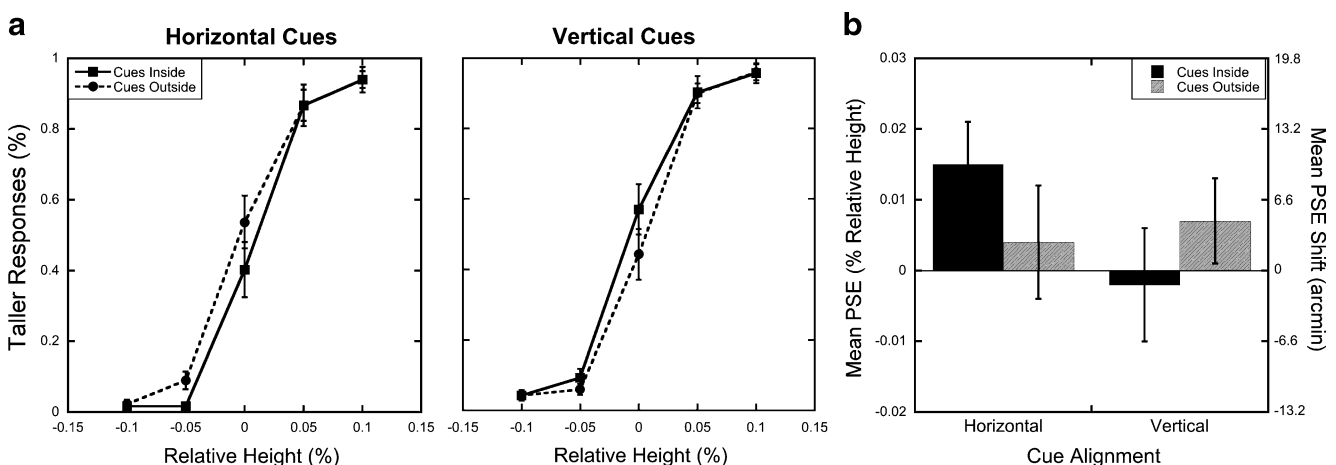 a
Horizontal Cues
Vertical Cues
b
Cues Inside
Cues Outside
Taller Responses (%)
1
0.8
0.6
0.4
0.2
0
-0.15
-0.1
-0.05
0
0.05
0.1
0.15
Relative Height (%)
-0.15
-0.1
-0.05
0
0.05
0.1
0.15
Relative Height (%)
Cues Inside
Cues Outside
Mean PSE (% Relative Height)
0.03
0.02
0.01
0
-0.01
-0.02
19.8
13.2
6.6
0
-6.6
-13.2
Mean PSE Shift (arcmin)
Horizontal
Vertical
Cue Alignment